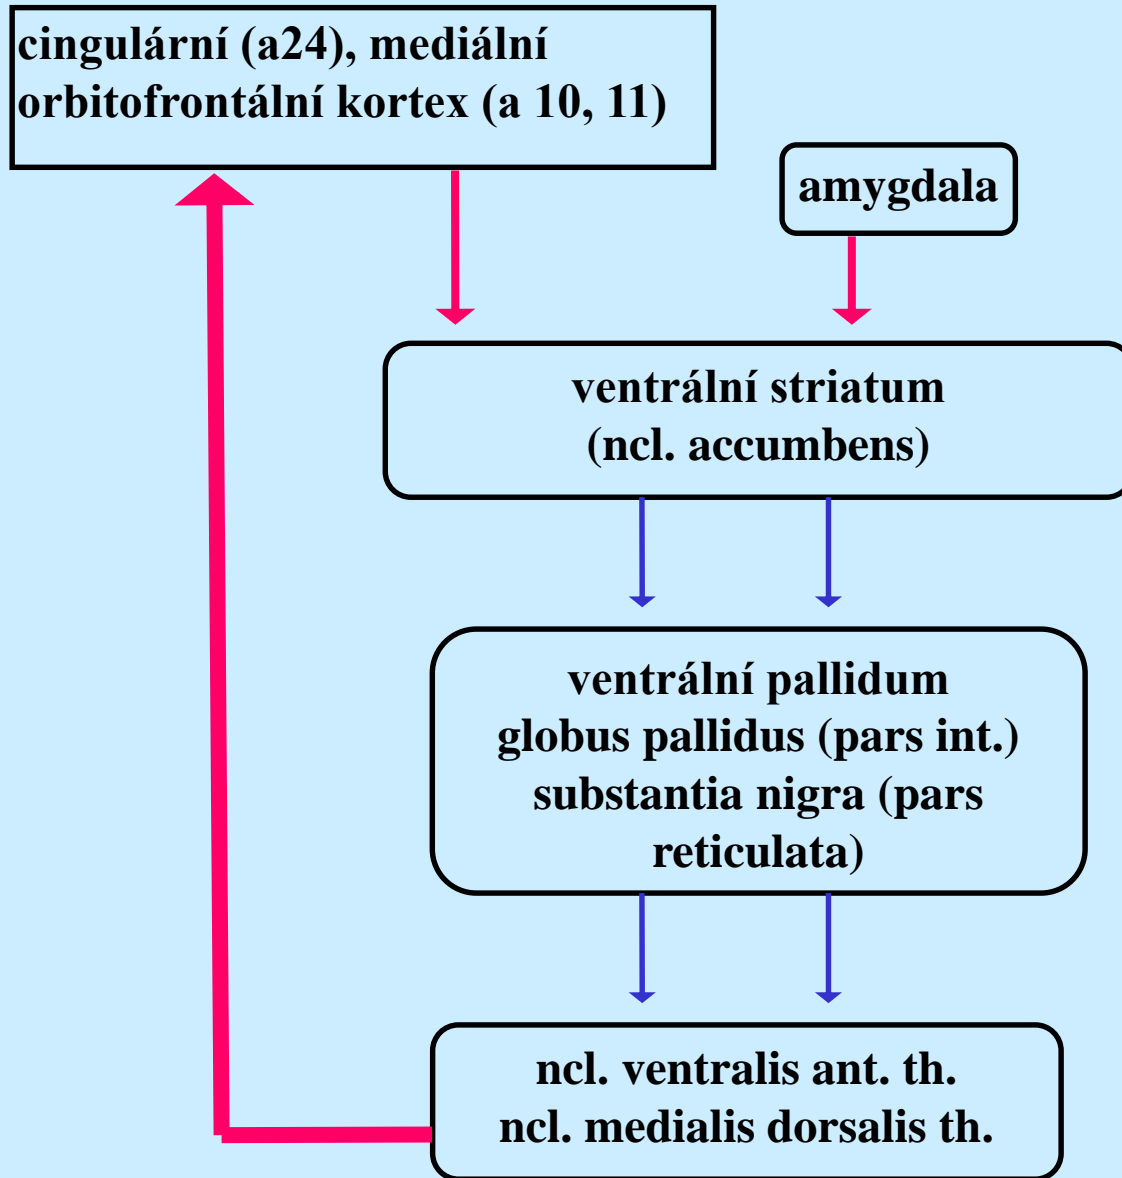 cingulární (a24), mediální
orbitofrontální kortex (a 10, 11)
amygdala
ventrální striatum
(ncl. accumbens)
ventrální pallidum
globus pallidus (pars int.)
substantia nigra (pars
reticulata)
ncl. ventralis ant. th.
ncl. medialis dorsalis th.